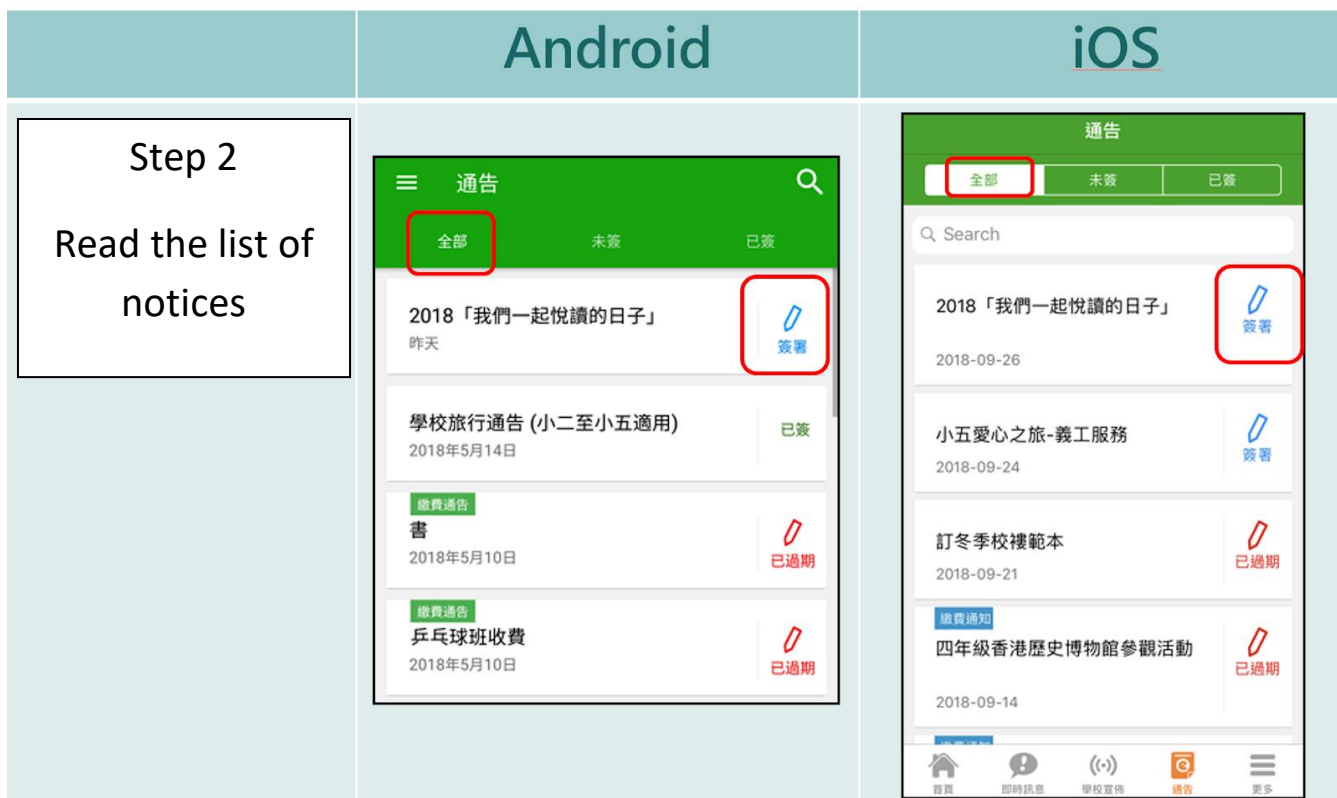 Android
iOS
Step 2
Read the list of
notices
通告
全部
未簽
已簽
2018「我們一起悅讀的日子」
昨天
簽署
學校旅行通告 (小二至小五適用)
2018年5月14日
已簽
繳費通告
書
2018年5月10日
已過期
繳費通告
乒乓球班收費
2018年5月10日
已過期
通告
全部
未簽
已簽
Search
2018「我們一起悅讀的日子」
2018-09-26
簽署
小五愛心之旅-義工服務
2018-09-24
簽署
訂冬季校褸範本
2018-09-21
已過期
繳費通知
四年級香港歷史博物館參觀活動
2018-09-14
已過期
首頁
即時訊息
學校宣佈
通告
更多